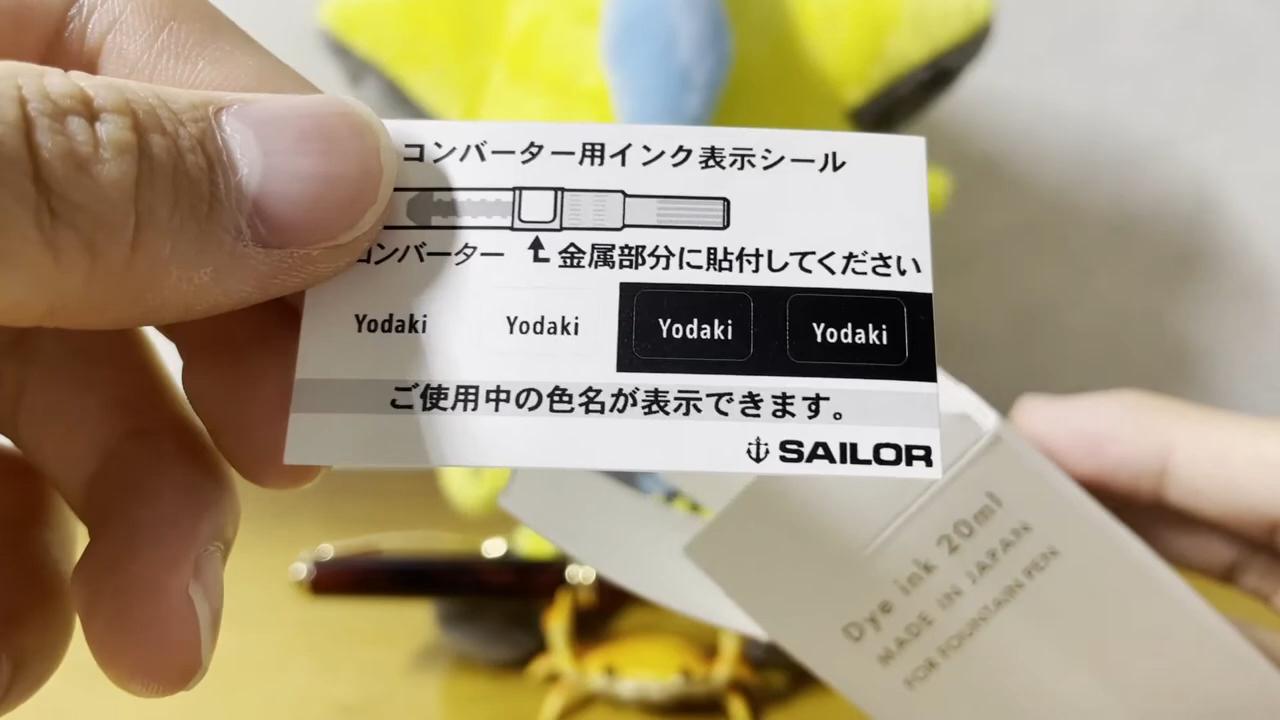 コンバーター用インク表示シール
コンバーター
金属部分に貼付してください
Yodaki Yodaki Yodaki Yodaki
ご使用中の色名が表示できます。
SAILOR
Dye ink 20ml
MADE IN JAPAN
FOR FOUNTAIN PEN